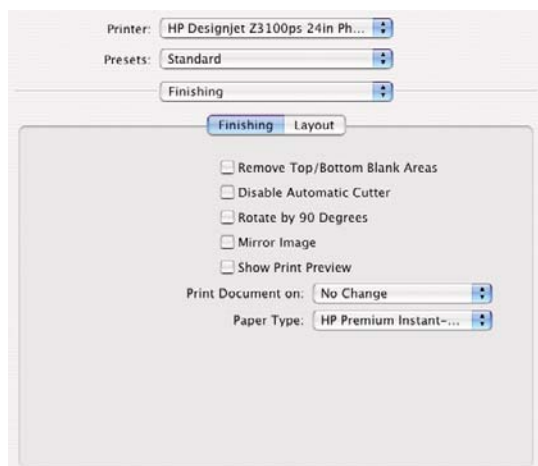 Printer: HP Designjet Z3100ps 24in Ph...
Presets: Standard
Finishing
Finishing Layout
Remove Top/Bottom Blank Areas
Disable Automatic Cutter
Rotate by 90 Degrees
Mirror Image
Show Print Preview
Print Document on: No Change
Paper Type: HP Premium Instant-...